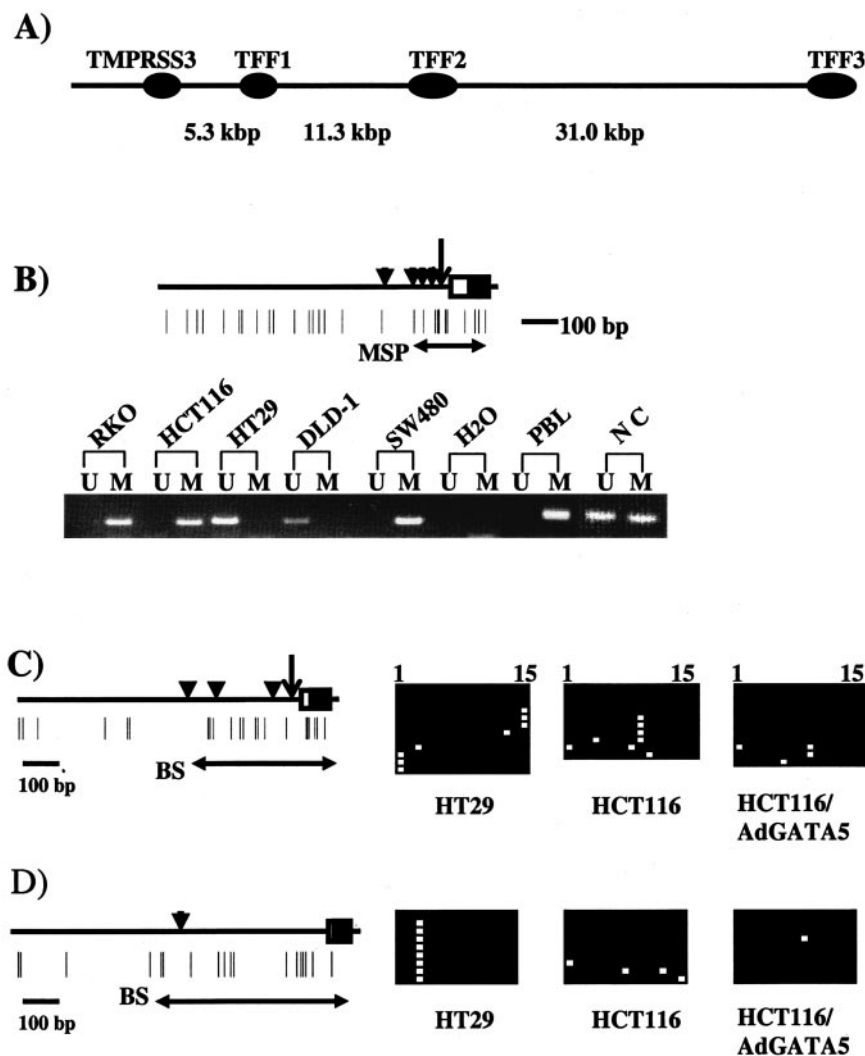 A)
TMPRSS3 TFF1 TFF2 TFF3
5.3 kbp 11.3 kbp 31.0 kbp
B)
100 bp
MSP
RKO HCT116 HT29 DLD-1 SW480 H2O PBL NC
U M U M U M U M U M U M U M U M
C)
1 15 1 15 1 15
BS
100 bp
HT29 HCT116 HCT116/
AdGATA5
D)
BS
100 bp
HT29 HCT116 HCT116/
AdGATA5